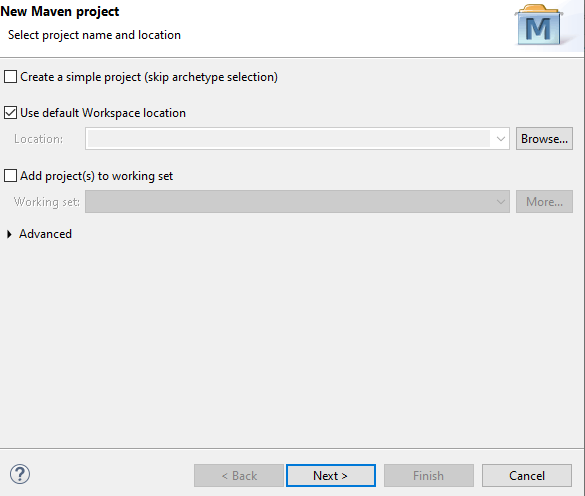 New Maven project
Select project name and location
M
Create a simple project (skip archetype selection)
Use default Workspace location
Location:
Browse...
Add project(s) to working set
Working set:
More...
Advanced
?
< Back
Next >
Finish
Cancel